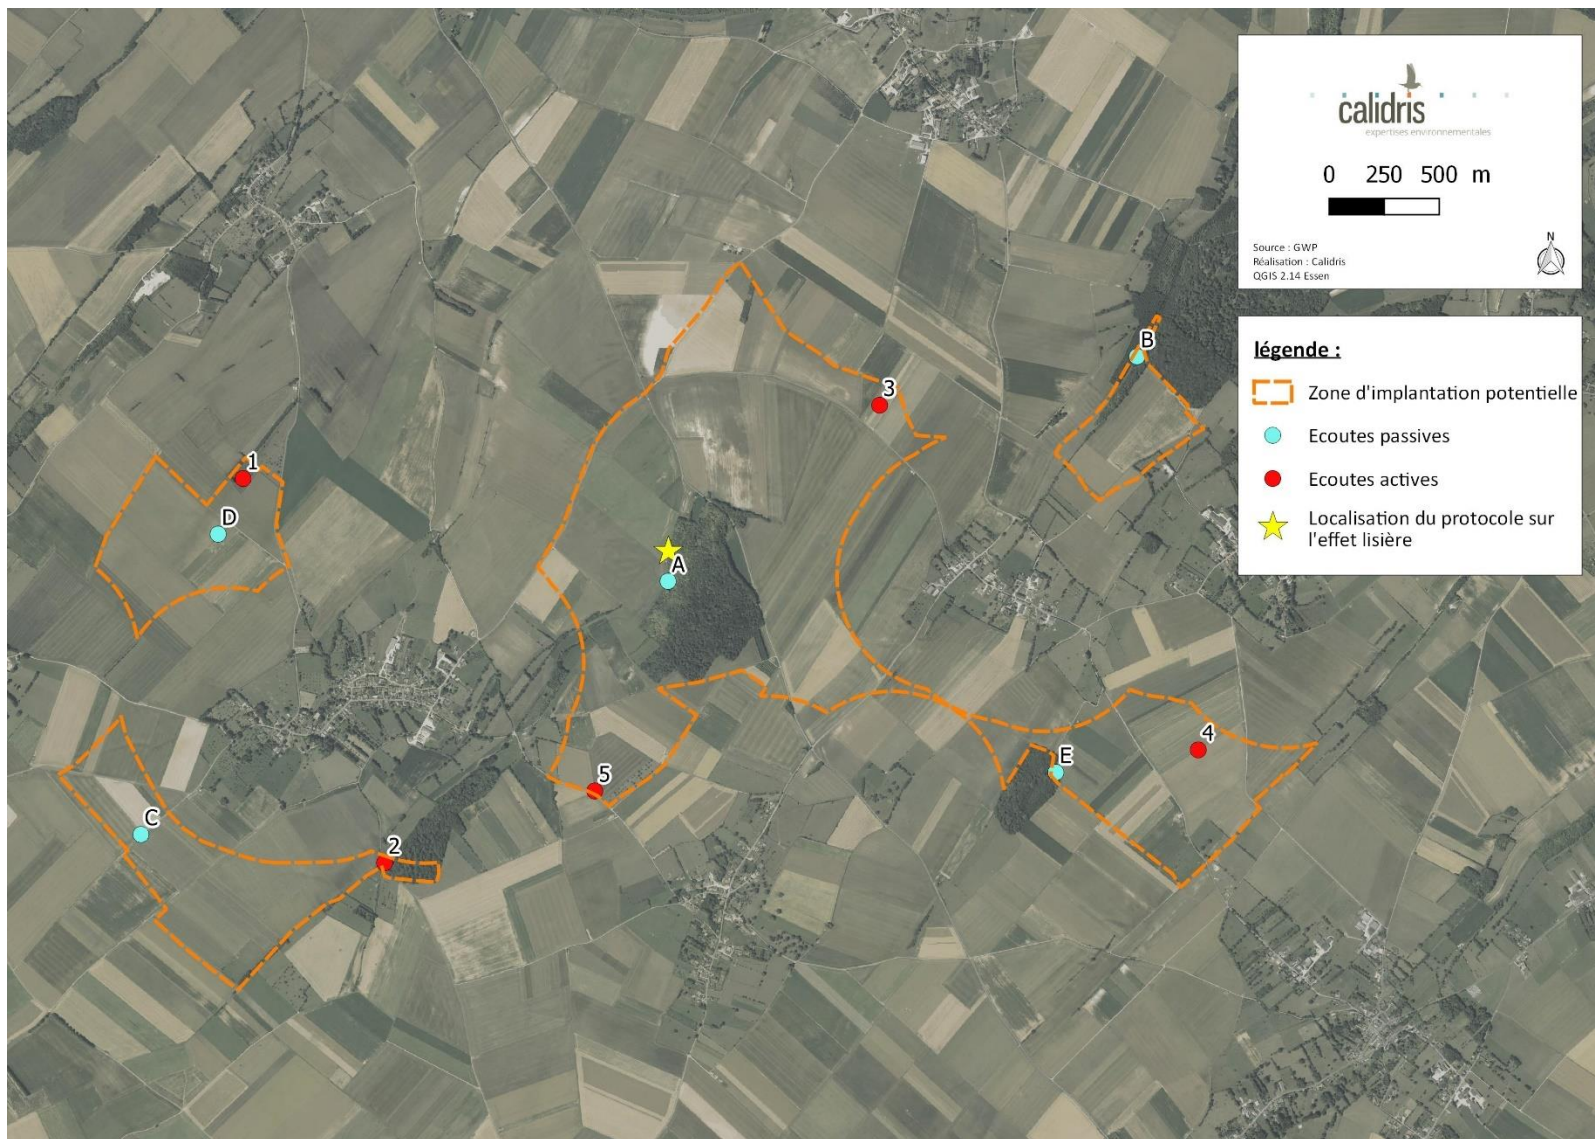 calidris
expertises environnementales
0 250 500 m
Source : GWP
Réalisation : Calidris
QGIS 2.14 Essen
N
légende :
Zone d'implantation potentielle
Ecoutes passives
Ecoutes actives
Localisation du protocole sur
l'effet lisière
B
3
1
D
A
4
E
5
C
2